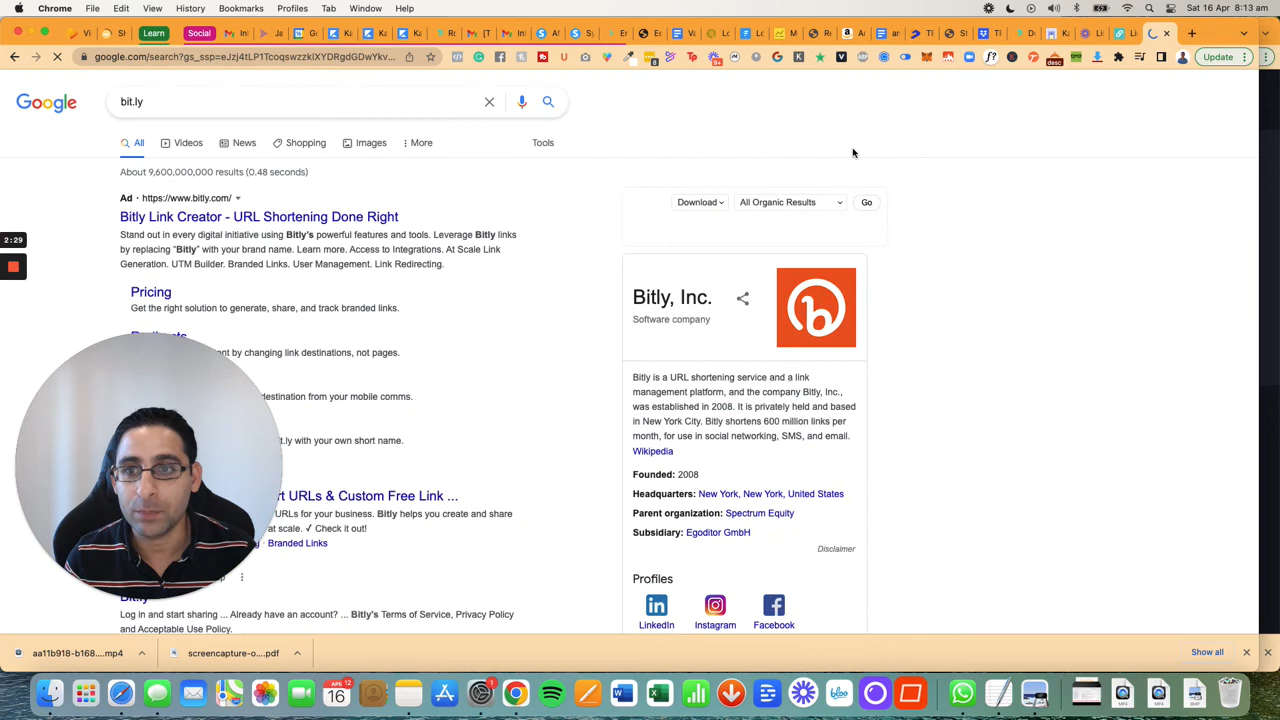 Chrome File Edit View History Bookmarks Profiles Tab Window Help Sat 16 Apr 8:13 am
Learn Social
google.com/search?gs_ssp=eJzj4tLP1Tcoqswzz​klXYDRgdGDwYkv... Update
Google bit.ly
All Videos News Shopping Images More Tools
About 9,600,000,000 results (0.48 seconds)
Ad · https://www.bitly.com/
Bitly Link Creator - URL Shortening Done Right
Stand out in every digital initiative using Bitly's powerful features and tools. Leverage Bitly links
by replacing "Bitly" with your brand name. Learn more. Access to Integrations. At Scale Link
Generation. UTM Builder. Branded Links. User Management. Link Redirecting.
Pricing
Get the right solution to generate, share, and track branded links.
ent by changing link destinations, not pages.
destination from your mobile comms.
t.ly with your own short name.
rt URLs & Custom Free Link ...
URLs for your business. Bitly helps you create and share
at scale. ✓ Check it out!
· Branded Links
Log in and start sharing ... Already have an account? ... Bitly's Terms of Service, Privacy Policy
and Acceptable Use Policy.
2:29
Download All Organic Results Go
Bitly, Inc.
Software company
Bitly is a URL shortening service and a link
management platform, and the company Bitly, Inc.,
was established in 2008. It is privately held and based
in New York City. Bitly shortens 600 million links per
month, for use in social networking, SMS, and email.
Wikipedia
Founded: 2008
Headquarters: New York, New York, United States
Parent organization: Spectrum Equity
Subsidiary: Egoditor GmbH
Disclaimer
Profiles
LinkedIn Instagram Facebook
aa11b918-b168....mp4 screencapture-o....pdf Show all
APR 12
16
bloo